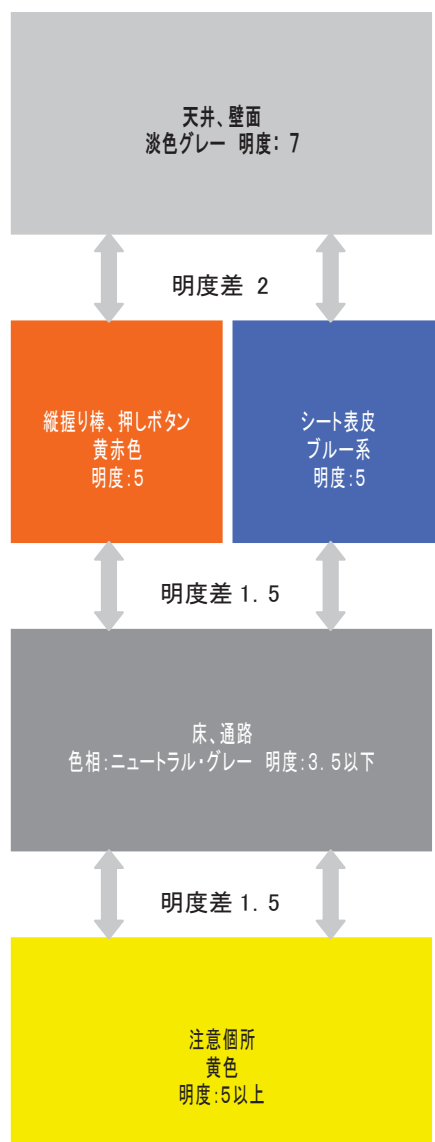 天井、壁面
淡色グレー 明度：7
明度差 2
縦握り棒、押しボタン
黄赤色
明度：5
シート表皮
ブルー系
明度：5
明度差 1．5
床、通路
色相：ニュートラル・グレー 明度：3．5以下
明度差 1．5
注意個所
黄色
明度：5以上